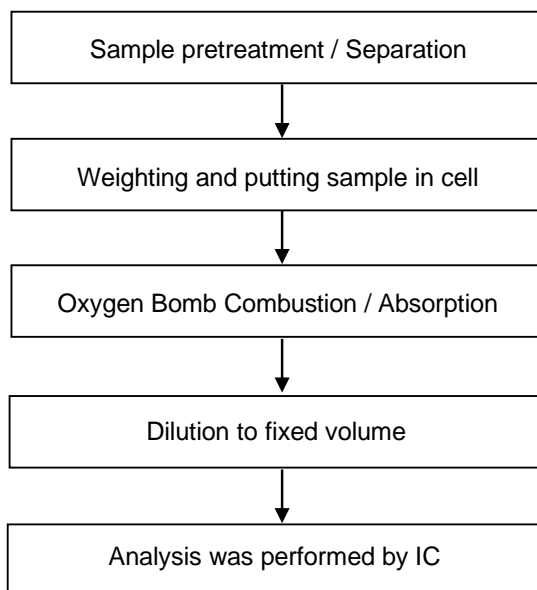 Sample pretreatment / Separation
Weighting and putting sample in cell
Oxygen Bomb Combustion / Absorption
Dilution to fixed volume
Analysis was performed by IC